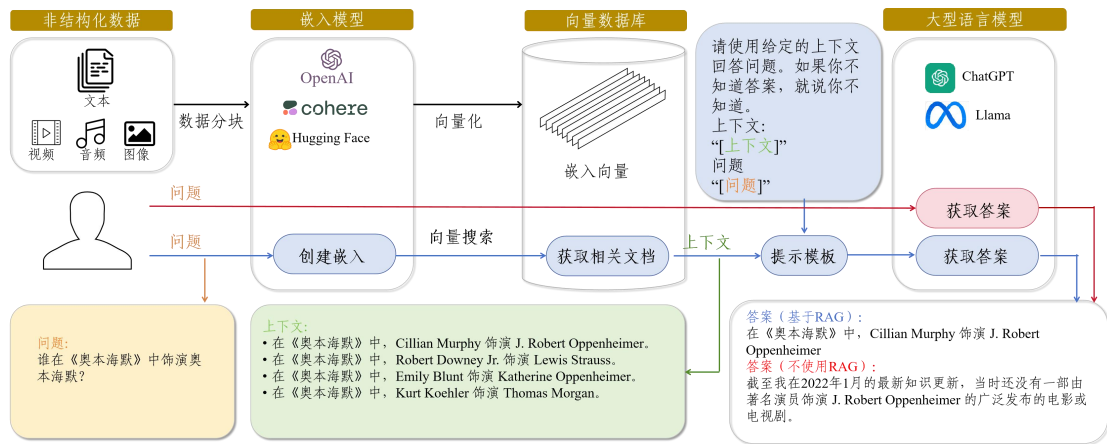 非结构化数据
嵌入模型
向量数据库
大型语言模型
文本
视频
音频
图像
数据分块
OpenAI
cohere
Hugging Face
向量化
嵌入向量
请使用给定的上下文
回答问题。如果你不
知道答案，就说你不
知道。
上下文:
“[上下文]”
问题
“[问题]”
ChatGPT
Llama
问题
获取答案
问题
创建嵌入
向量搜索
获取相关文档
上下文
提示模板
获取答案
问题:
谁在《奥本海默》中饰演奥
本海默？
上下文:
• 在《奥本海默》中，Cillian Murphy 饰演 J. Robert Oppenheimer。
• 在《奥本海默》中，Robert Downey Jr. 饰演 Lewis Strauss。
• 在《奥本海默》中，Emily Blunt 饰演 Katherine Oppenheimer。
• 在《奥本海默》中，Kurt Koehler 饰演 Thomas Morgan。
答案（基于RAG）:
在《奥本海默》中，Cillian Murphy 饰演 J. Robert
Oppenheimer
答案（不使用RAG）:
截至我在2022年1月的最新知识更新，当时还没有一部由
著名演员饰演 J. Robert Oppenheimer 的广泛发布的电影或
电视剧。